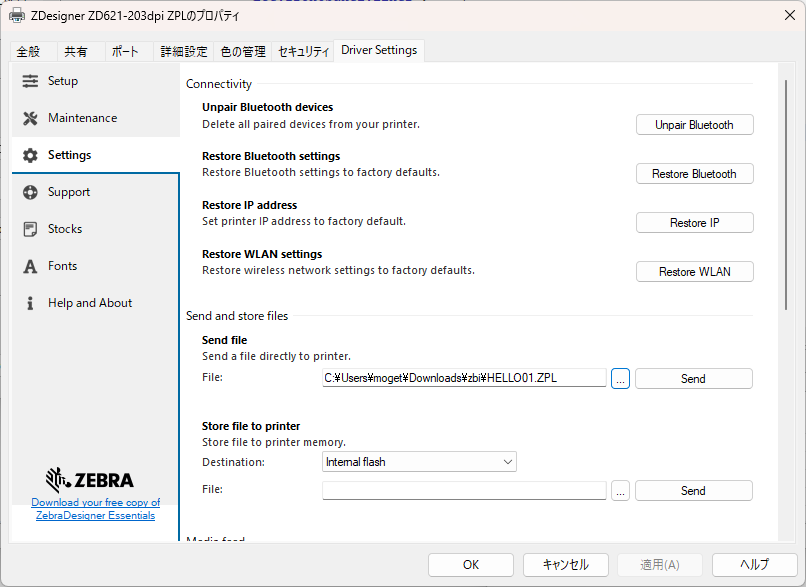 ZDesigner ZD621-203dpi ZPLのプロパティ
全般 共有 ポート 詳細設定 色の管理 セキュリティ Driver Settings
Setup
Maintenance
Settings
Support
Stocks
Fonts
Help and About
ZEBRA
Download your free copy of
ZebraDesigner Essentials
Connectivity
Unpair Bluetooth devices
Delete all paired devices from your printer.
Unpair Bluetooth
Restore Bluetooth settings
Restore Bluetooth settings to factory defaults.
Restore Bluetooth
Restore IP address
Set printer IP address to factory default.
Restore IP
Restore WLAN settings
Restore wireless network settings to factory defaults.
Restore WLAN
Send and store files
Send file
Send a file directly to printer.
File: C:¥Users¥moget¥Downloads¥zbi¥HELLO01.ZPL ... Send
Store file to printer
Store file to printer memory.
Destination: Internal flash
File: ... Send
Media feed
OK キャンセル 適用(A) ヘルプ